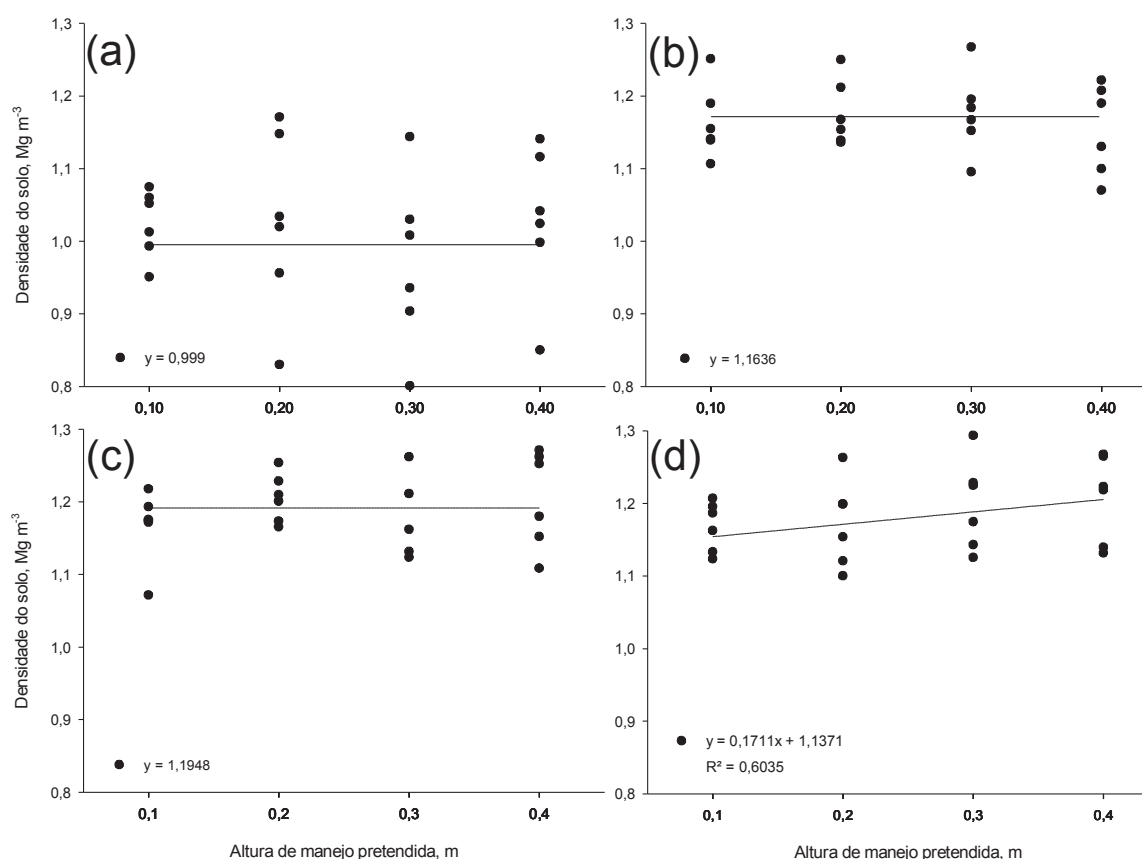 1,3
(a)
1,2
1,1
1,0
0,9
0,8
Densidade do solo, Mg m⁻³
y = 0,999
0,10 0,20 0,30 0,40
1,3
(b)
1,2
1,1
1,0
0,9
0,8
y = 1,1636
0,10 0,20 0,30 0,40
1,3
(c)
1,2
1,1
1,0
0,9
0,8
Densidade do solo, Mg m⁻³
y = 1,1948
0,1 0,2 0,3 0,4
Altura de manejo pretendida, m
1,3
(d)
1,2
1,1
1,0
0,9
0,8
y = 0,1711x + 1,1371
R² = 0,6035
0,1 0,2 0,3 0,4
Altura de manejo pretendida, m